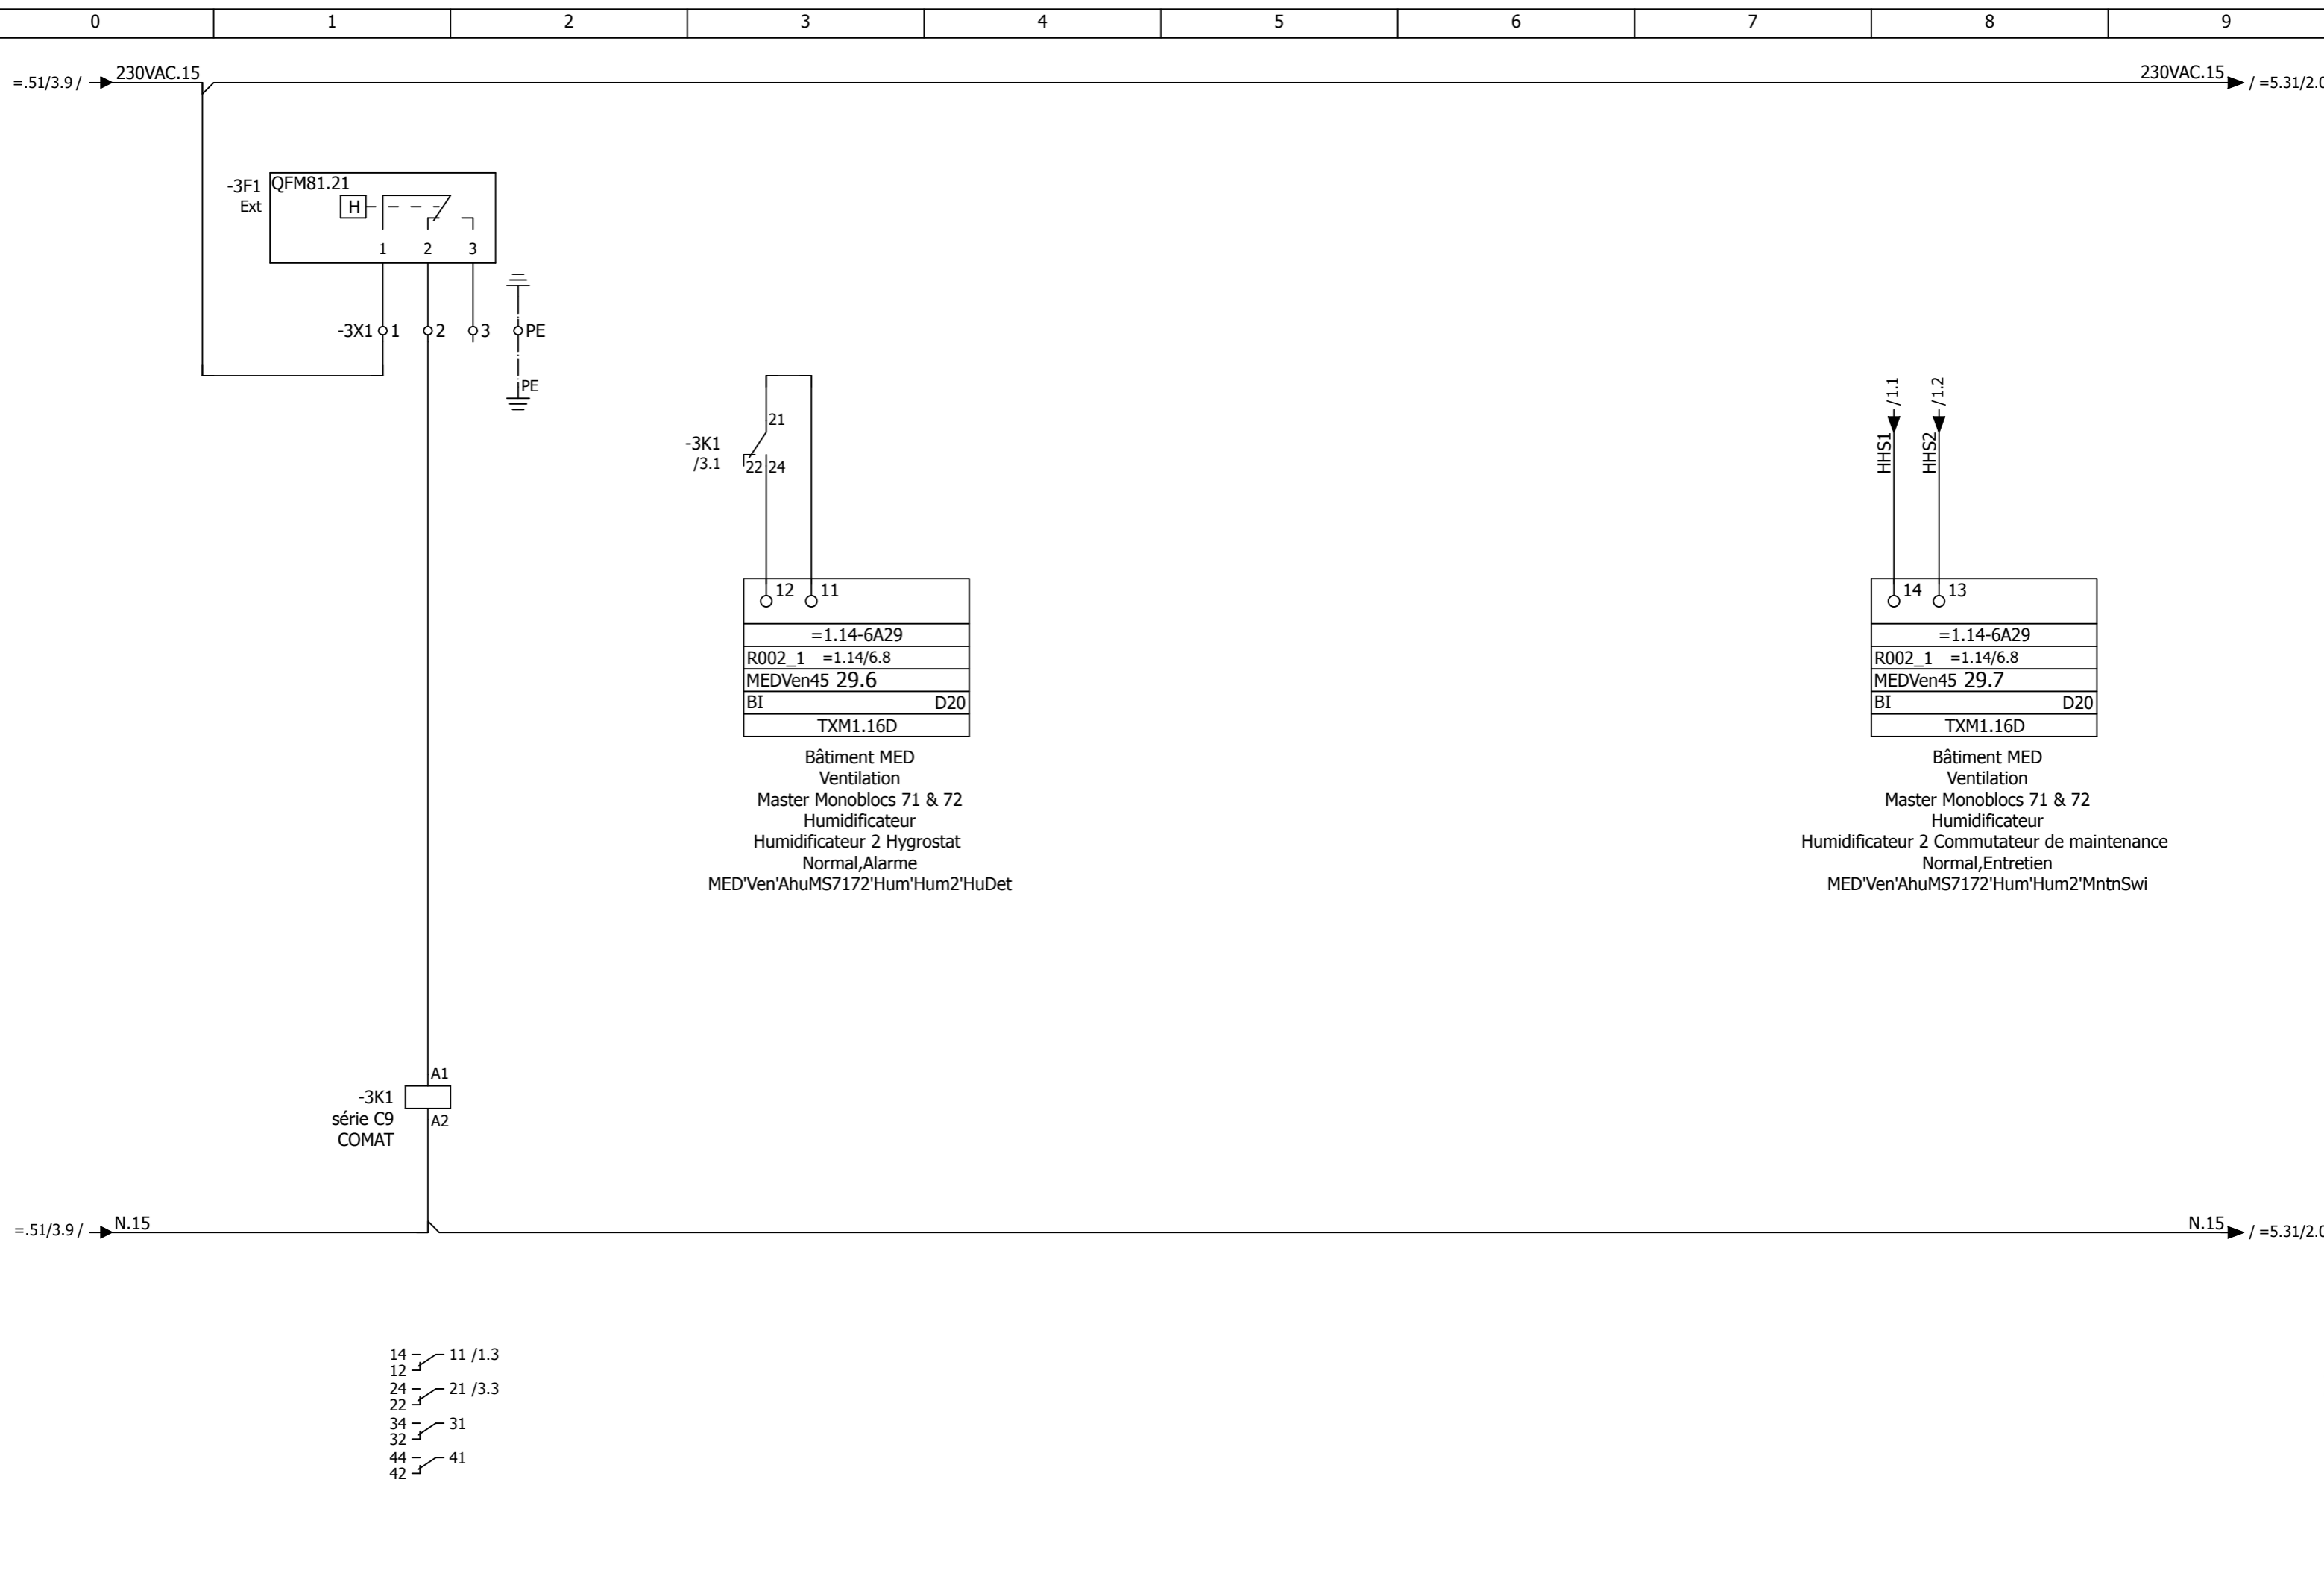 0 1 2 3 4 5 6 7 8 9
=.51/3.9 / 230VAC.15 230VAC.15 / =5.31/2.0
-3F1 QFM81.21
Ext H
1 2 3
-3X1 1 2 3 PE
PE
21
-3K1
/3.1 22 24
/1.1 /1.2
HHS1 HHS2
12 11
=1.14-6A29
R002_1 =1.14/6.8
MEDVen45 29.6
BI D20
TXM1.16D
Bâtiment MED
Ventilation
Master Monoblocs 71 & 72
Humidificateur
Humidificateur 2 Hygrostat
Normal,Alarme
MED'Ven'AhuMS7172'Hum'Hum2'HuDet
14 13
=1.14-6A29
R002_1 =1.14/6.8
MEDVen45 29.7
BI D20
TXM1.16D
Bâtiment MED
Ventilation
Master Monoblocs 71 & 72
Humidificateur
Humidificateur 2 Commutateur de maintenance
Normal,Entretien
MED'Ven'AhuMS7172'Hum'Hum2'MntnSwi
A1
-3K1
série C9 A2
COMAT
=.51/3.9 / N.15 N.15 / =5.31/2.0
14 11 /1.3
12
24 21 /3.3
22
34 31
32
44 41
42